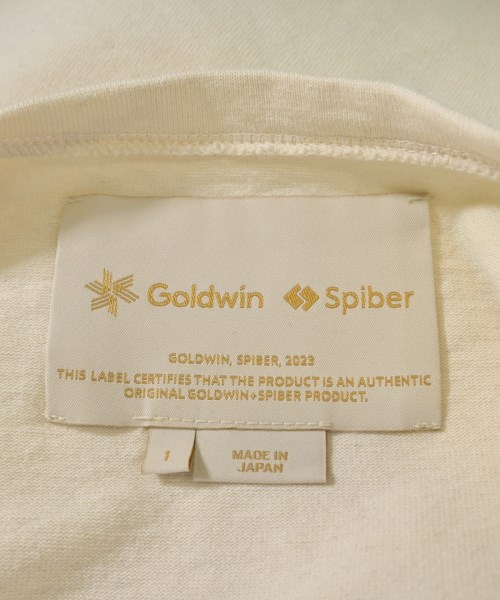 Goldwin Spiber
GOLDWIN, SPIBER, 2023
THIS LABEL CERTIFIES THAT THE PRODUCT IS AN AUTHENTIC
ORIGINAL GOLDWIN◆SPIBER PRODUCT.
1
MADE IN
JAPAN